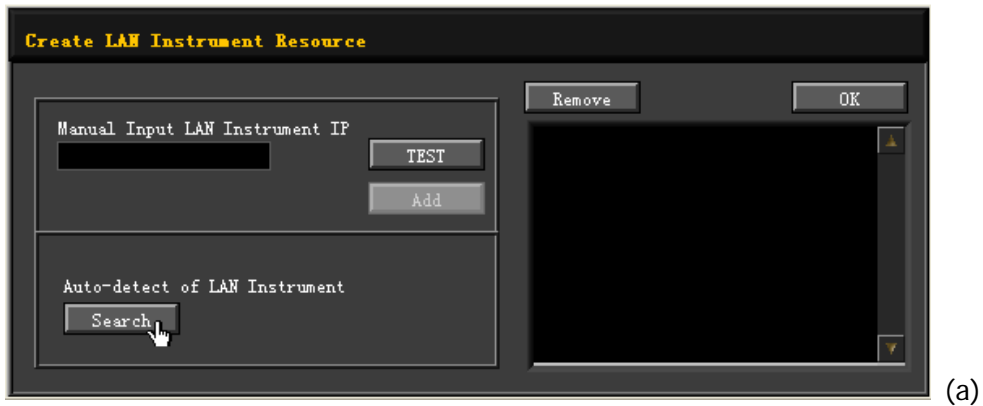 Create LAN Instrument Resource
Remove
OK
Manual Input LAN Instrument IP
TEST
Add
Auto-detect of LAN Instrument
Search
(a)